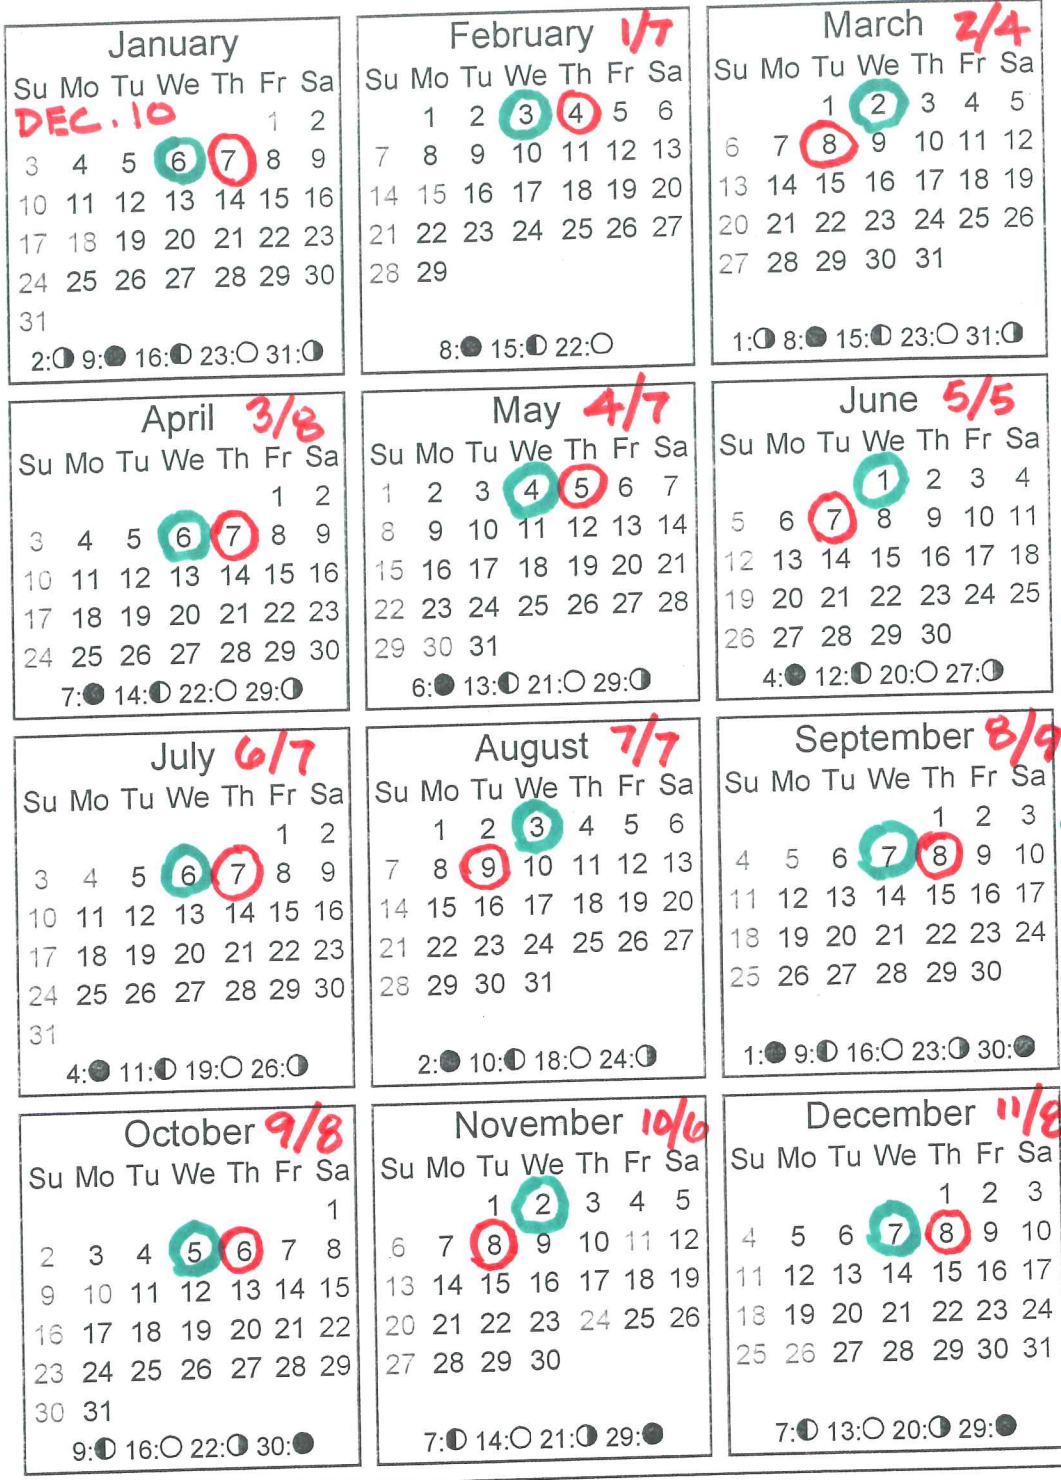 January
Su Mo Tu We Th Fr Sa
DEC. 10 1 2
3 4 5 6 7 8 9
10 11 12 13 14 15 16
17 18 19 20 21 22 23
24 25 26 27 28 29 30
31
2:◑ 9:● 16:◐ 23:○ 31:◑
February 1/7
Su Mo Tu We Th Fr Sa
1 2 3 4 5 6
7 8 9 10 11 12 13
14 15 16 17 18 19 20
21 22 23 24 25 26 27
28 29
8:● 15:◐ 22:○
March 2/4
Su Mo Tu We Th Fr Sa
1 2 3 4 5
6 7 8 9 10 11 12
13 14 15 16 17 18 19
20 21 22 23 24 25 26
27 28 29 30 31
1:◑ 8:● 15:◐ 23:○ 31:◑
April 3/8
Su Mo Tu We Th Fr Sa
1 2
3 4 5 6 7 8 9
10 11 12 13 14 15 16
17 18 19 20 21 22 23
24 25 26 27 28 29 30
7:● 14:◐ 22:○ 29:◑
May 4/7
Su Mo Tu We Th Fr Sa
1 2 3 4 5 6 7
8 9 10 11 12 13 14
15 16 17 18 19 20 21
22 23 24 25 26 27 28
29 30 31
6:● 13:◐ 21:○ 29:◑
June 5/5
Su Mo Tu We Th Fr Sa
1 2 3 4
5 6 7 8 9 10 11
12 13 14 15 16 17 18
19 20 21 22 23 24 25
26 27 28 29 30
4:● 12:◐ 20:○ 27:◑
July 6/7
Su Mo Tu We Th Fr Sa
1 2
3 4 5 6 7 8 9
10 11 12 13 14 15 16
17 18 19 20 21 22 23
24 25 26 27 28 29 30
31
4:● 11:◐ 19:○ 26:◑
August 7/7
Su Mo Tu We Th Fr Sa
1 2 3 4 5 6
7 8 9 10 11 12 13
14 15 16 17 18 19 20
21 22 23 24 25 26 27
28 29 30 31
2:● 10:◐ 18:○ 24:◑
September 8/9
Su Mo Tu We Th Fr Sa
1 2 3
4 5 6 7 8 9 10
11 12 13 14 15 16 17
18 19 20 21 22 23 24
25 26 27 28 29 30
1:● 9:◐ 16:○ 23:◑ 30:●
October 9/8
Su Mo Tu We Th Fr Sa
1
2 3 4 5 6 7 8
9 10 11 12 13 14 15
16 17 18 19 20 21 22
23 24 25 26 27 28 29
30 31
9:◐ 16:○ 22:◑ 30:●
November 10/6
Su Mo Tu We Th Fr Sa
1 2 3 4 5
6 7 8 9 10 11 12
13 14 15 16 17 18 19
20 21 22 23 24 25 26
27 28 29 30
7:◐ 14:○ 21:◑ 29:●
December 11/8
Su Mo Tu We Th Fr Sa
1 2 3
4 5 6 7 8 9 10
11 12 13 14 15 16 17
18 19 20 21 22 23 24
25 26 27 28 29 30 31
7:◐ 13:○ 20:◑ 29:●